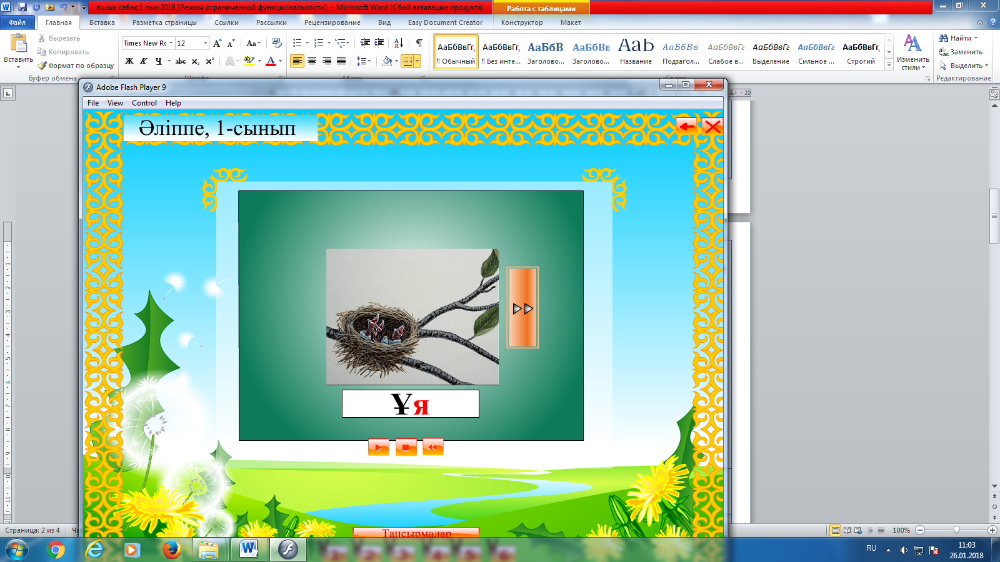 ашық сабақ 1 сын 2018 [Режим ограниченной функциональности] - Microsoft Word (Сбой активации продукта)
Работа с таблицами
Файл Главная Вставка Разметка страницы Ссылки Рассылки Рецензирование Вид Easy Document Creator Конструктор Макет
Вставить
Вырезать
Копировать
Формат по образцу
Буфер обмена
Times New Rc 12
Ж К Ч abc x₂ x²
АаБбВвГг, АаБбВвГг, АаБбВ АаБбВв АаБ АаБбВв. АаБбВвГг АаБбВвГг АаБбВвГг АаБбВвГг,
¶ Обычный ¶ Без инте... Заголово... Заголово... Название Подзагол... Слабое в... Выделение Сильное ... Строгий
Изменить стили
Найти
Заменить
Выделить
Редактирование
Adobe Flash Player 9
File View Control Help
Әліппе, 1-сынып
Ұя
Тапсырмалар
Страница: 2 из 4
100%
RU
11:03
26.01.2018